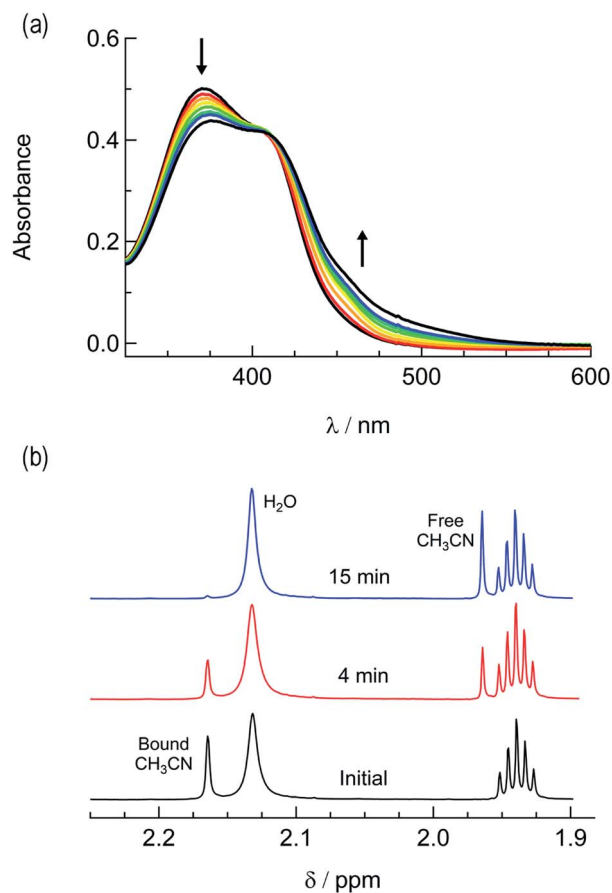 (a)
0.6
0.4
0.2
0.0
Absorbance
400
500
600
λ / nm
(b)
H₂O
Free
CH₃CN
15 min
4 min
Bound
CH₃CN
Initial
2.2
2.1
2.0
1.9
δ / ppm